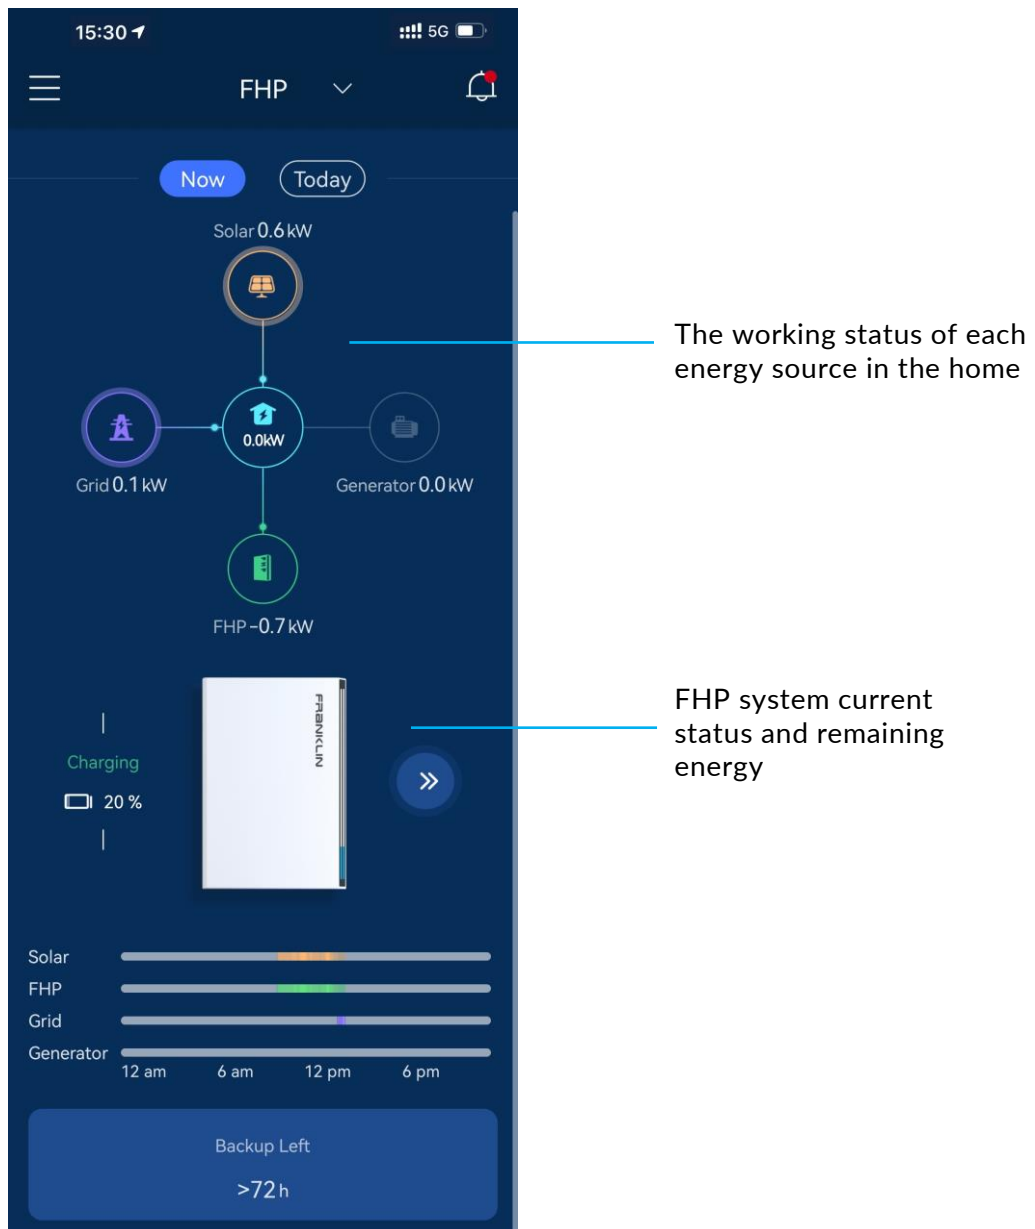 15:30
5G
FHP
Now
Today
Solar 0.6 kW
0.0kW
Grid 0.1 kW
Generator 0.0 kW
FHP -0.7 kW
The working status of each
energy source in the home
FRANKLIN
Charging
20 %
FHP system current
status and remaining
energy
Solar
FHP
Grid
Generator
12 am 6 am 12 pm 6 pm
Backup Left
>72 h